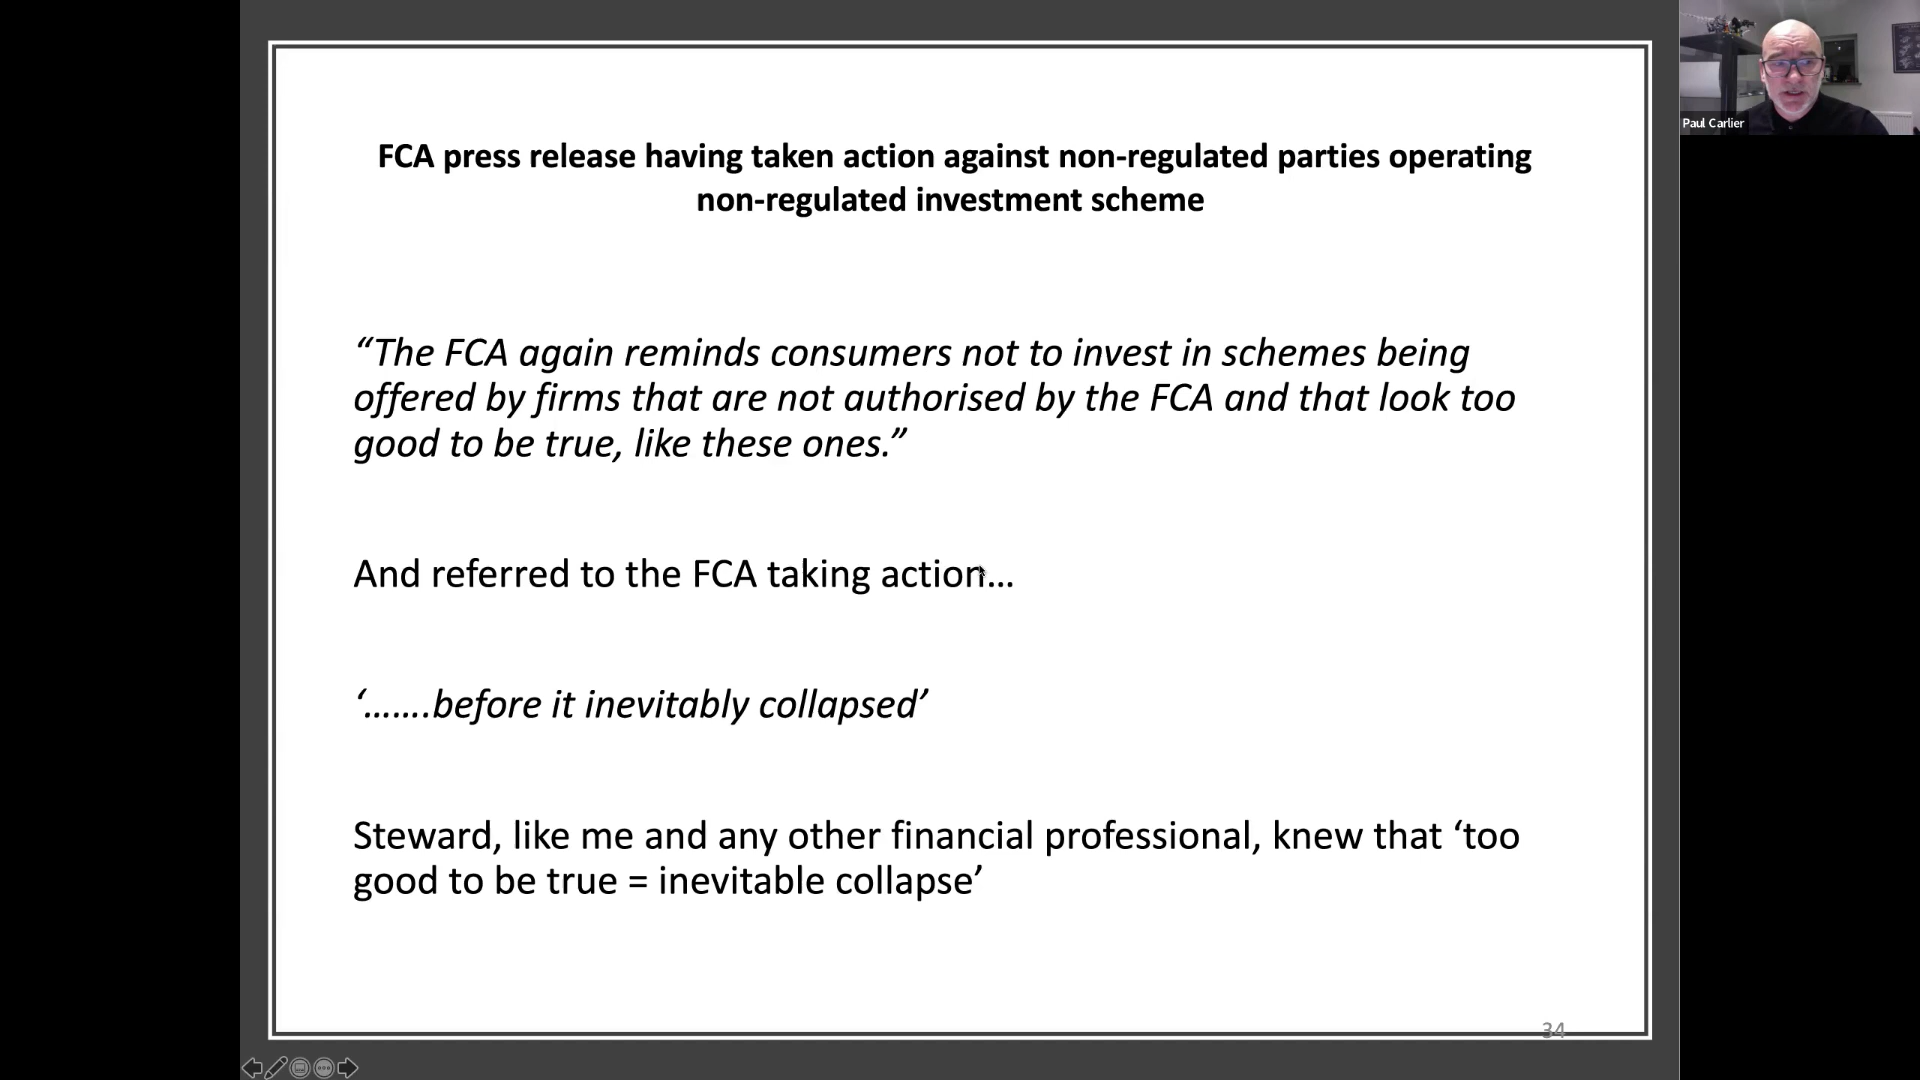 FCA press release having taken action against non-regulated parties operating
non-regulated investment scheme
“The FCA again reminds consumers not to invest in schemes being
offered by firms that are not authorised by the FCA and that look too
good to be true, like these ones.”
And referred to the FCA taking action…
‘…….before it inevitably collapsed’
Steward, like me and any other financial professional, knew that ‘too
good to be true = inevitable collapse’
34
Paul Carlier